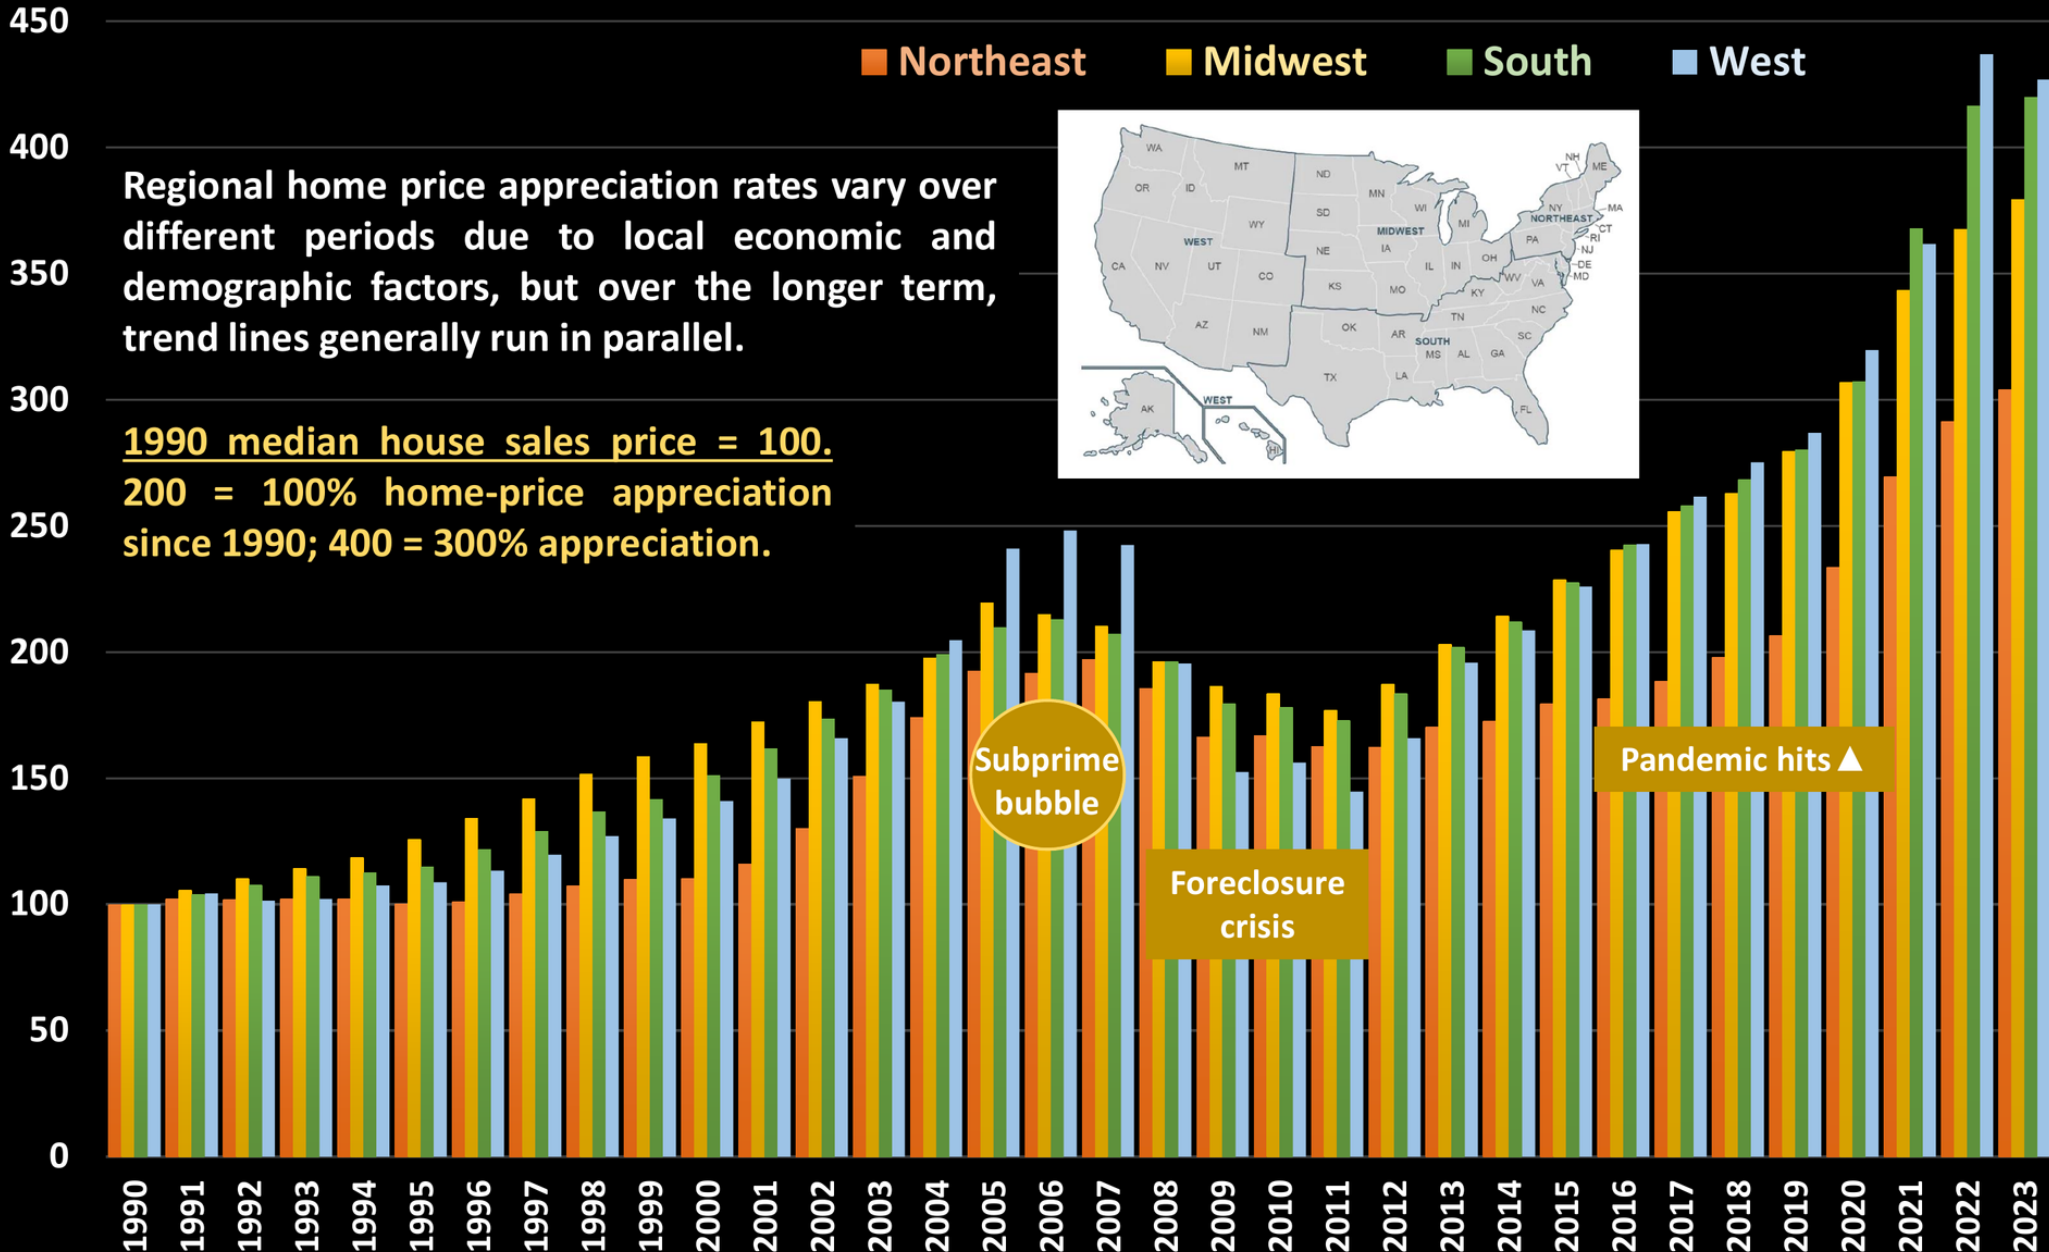 450
Northeast Midwest South West
400
350
300
250
200
150
100
50
0
Regional home price appreciation rates vary over
different periods due to local economic and
demographic factors, but over the longer term,
trend lines generally run in parallel.
1990 median house sales price = 100.
200 = 100% home-price appreciation
since 1990; 400 = 300% appreciation.
WA
OR
ID
MT
WY
WEST
CA
NV
UT
CO
AZ
NM
ND
SD
NE
KS
MN
WI
MIDWEST
IA
MI
IL
IN
OH
MO
NH
VT
ME
NY
MA
NORTHEAST
CT
RI
PA
NJ
DE
MD
WV
VA
KY
NC
TN
SC
OK
AR
SOUTH
MS
AL
GA
TX
LA
FL
AK
WEST
HI
Subprime
bubble
Foreclosure
crisis
Pandemic hits ▲
1990 1991 1992 1993 1994 1995 1996 1997 1998 1999 2000 2001 2002 2003 2004 2005 2006 2007 2008 2009 2010 2011 2012 2013 2014 2015 2016 2017 2018 2019 2020 2021 2022 2023